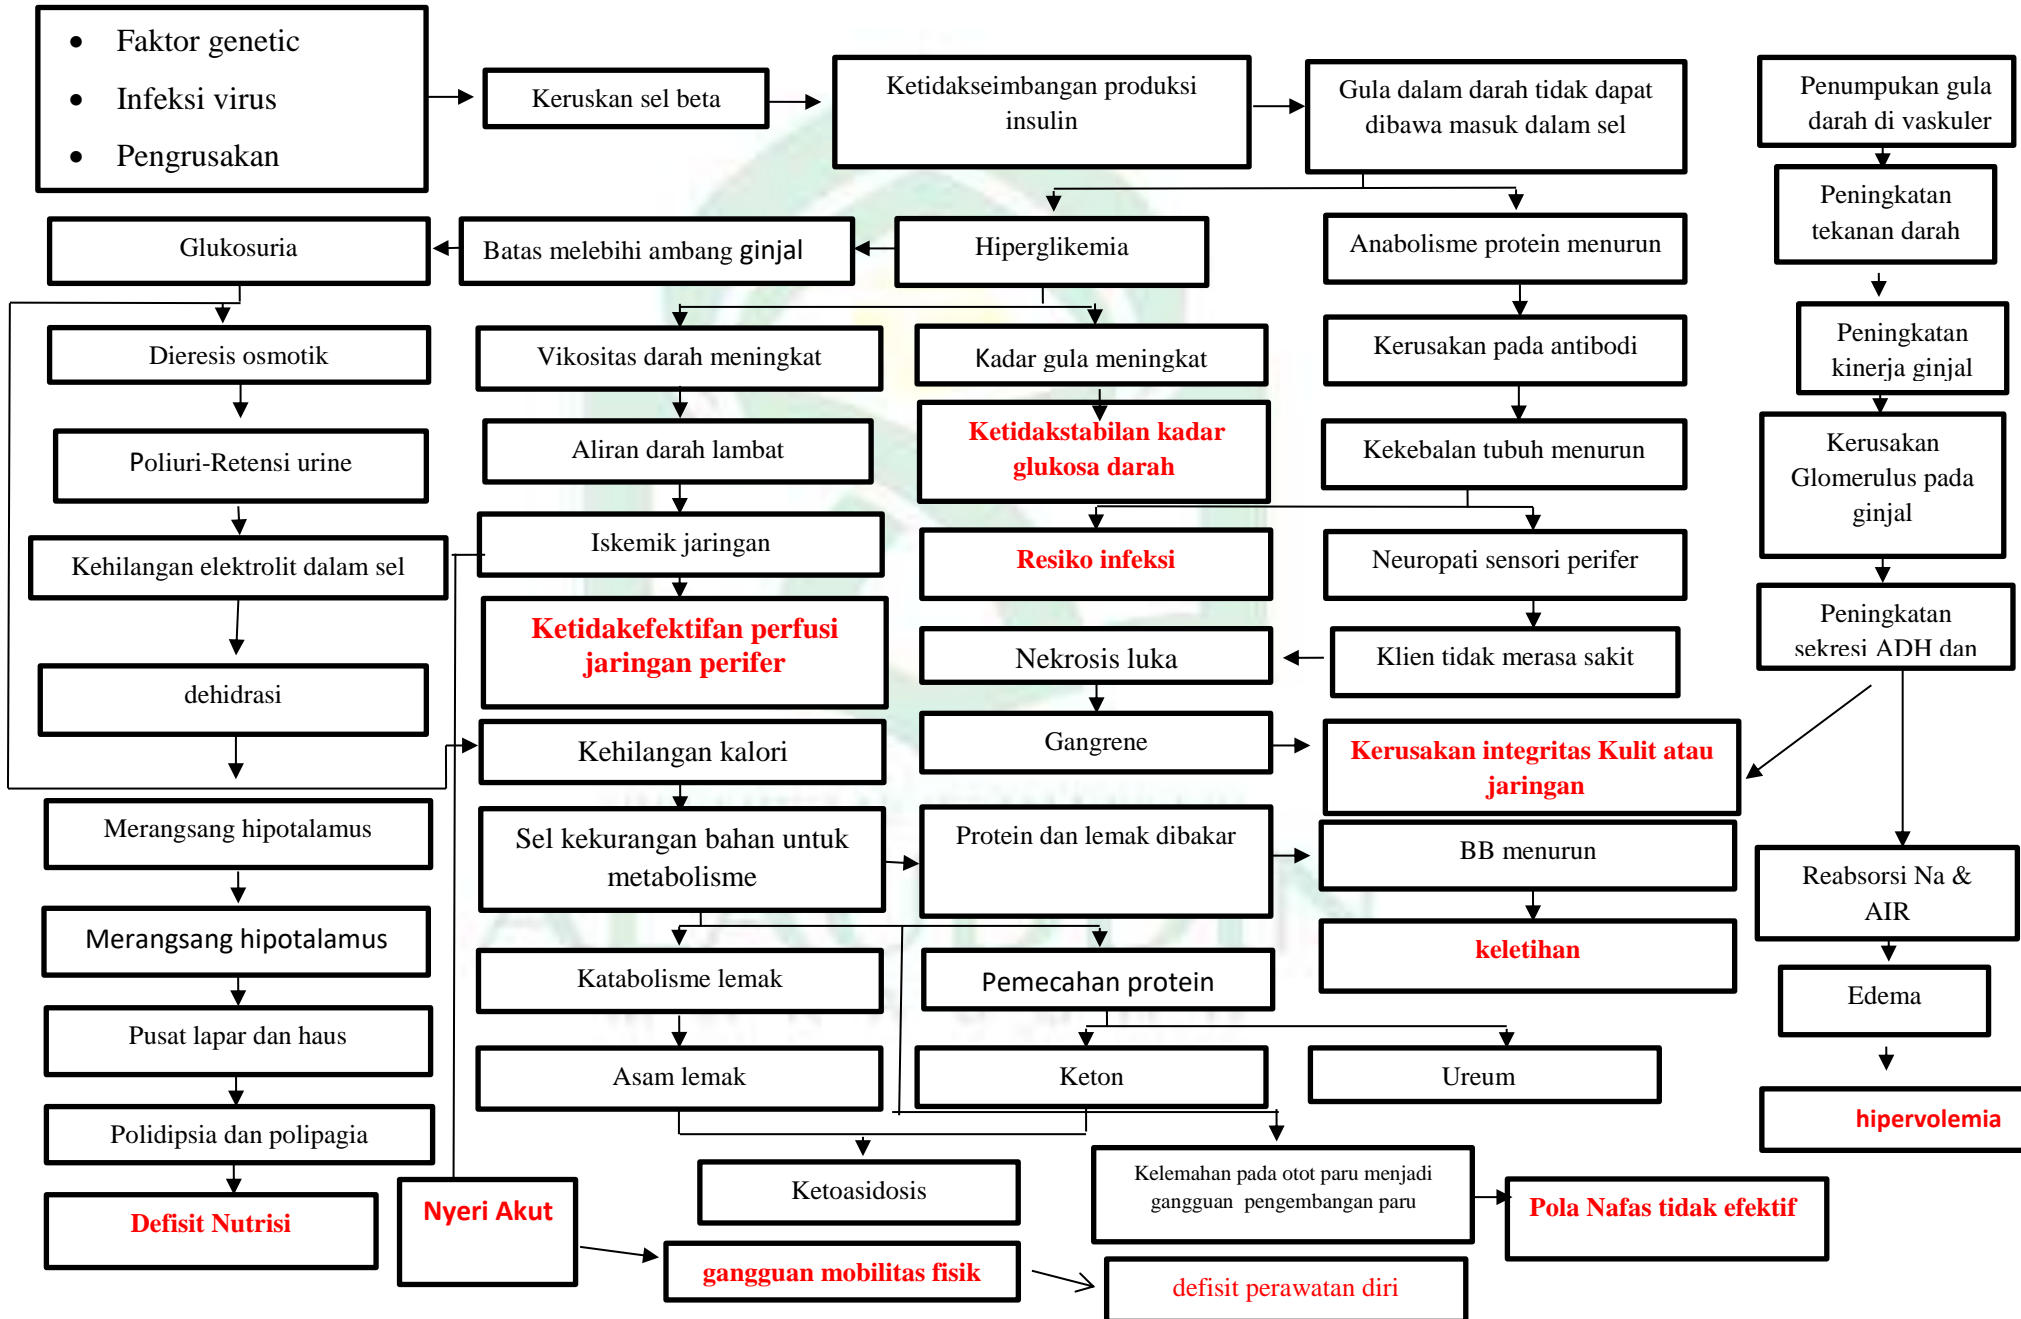 • Faktor genetic
• Infeksi virus
• Pengrusakan
Keruskan sel beta
Ketidakseimbangan produksi
insulin
Gula dalam darah tidak dapat
dibawa masuk dalam sel
Penumpukan gula
darah di vaskuler
Peningkatan
tekanan darah
Glukosuria
Batas melebihi ambang ginjal
Hiperglikemia
Anabolisme protein menurun
Dieresis osmotik
Vikositas darah meningkat
Kadar gula meningkat
Kerusakan pada antibodi
Peningkatan
kinerja ginjal
Poliuri-Retensi urine
Aliran darah lambat
Ketidakstabilan kadar
glukosa darah
Kekebalan tubuh menurun
Kerusakan
Glomerulus pada
ginjal
Kehilangan elektrolit dalam sel
Iskemik jaringan
Resiko infeksi
Neuropati sensori perifer
Peningkatan
sekresi ADH dan
dehidrasi
Ketidakefektifan perfusi
jaringan perifer
Nekrosis luka
Klien tidak merasa sakit
Kehilangan kalori
Gangrene
Kerusakan integritas Kulit atau
jaringan
Merangsang hipotalamus
Sel kekurangan bahan untuk
metabolisme
Protein dan lemak dibakar
BB menurun
Reabsorsi Na &
AIR
Merangsang hipotalamus
Katabolisme lemak
Pemecahan protein
keletihan
Edema
Pusat lapar dan haus
Asam lemak
Keton
Ureum
hipervolemia
Polidipsia dan polipagia
Ketoasidosis
Kelemahan pada otot paru menjadi
gangguan pengembangan paru
Pola Nafas tidak efektif
Defisit Nutrisi
Nyeri Akut
gangguan mobilitas fisik
defisit perawatan diri
ALAUDDIN